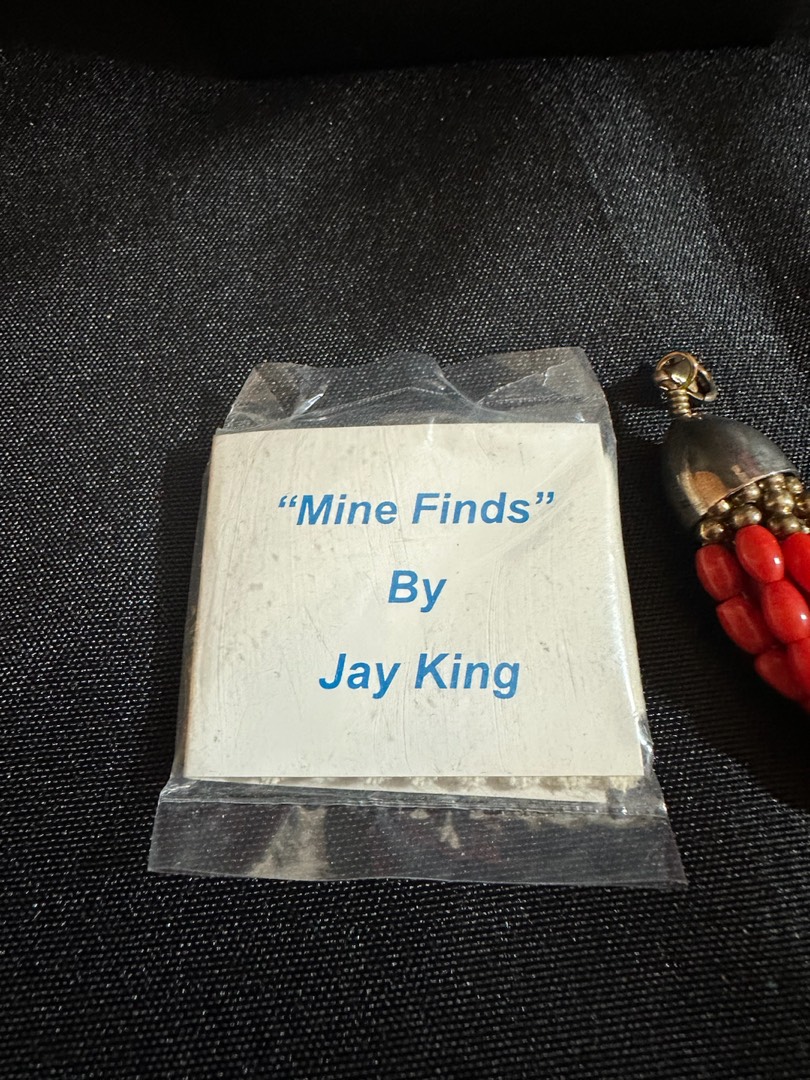 “Mine Finds”
By
Jay King